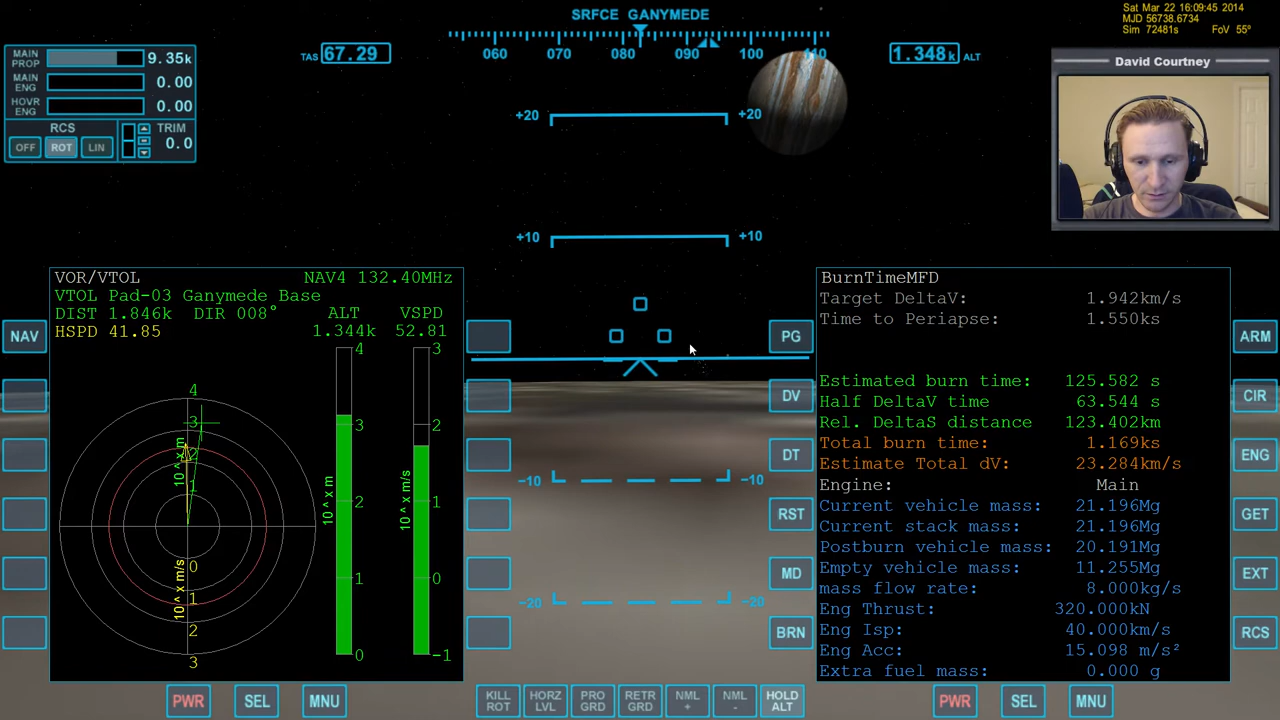 SRFCE GANYMEDE
Sat Mar 22 16:09:45 2014
MJD 56738.6734
Sim 72481s FoV 55°
David Courtney
MAIN PROP 9.35k
MAIN ENG 0.00
HOVR ENG 0.00
RCS TRIM
0.0
OFF ROT LIN
TAS 67.29
060 070 080 090 100 110
1.348k ALT
+20 +20
+10 +10
-10 -10
-20 -20
VOR/VTOL NAV4 132.40MHz
VTOL Pad-03 Ganymede Base
DIST 1.846k DIR 008° ALT VSPD
HSPD 41.85 1.344k 52.81
4
3
2
1
10^x m
0
1
2
3
10^x m/s
4
3
2
1
0
10^x m
3
2
1
0
-1
10^x m/s
NAV
PWR SEL MNU
BurnTimeMFD
Target DeltaV: 1.942km/s
Time to Periapse: 1.550ks
Estimated burn time: 125.582 s
Half DeltaV time 63.544 s
Rel. DeltaS distance 123.402km
Total burn time: 1.169ks
Estimate Total dV: 23.284km/s
Engine: Main
Current vehicle mass: 21.196Mg
Current stack mass: 21.196Mg
Postburn vehicle mass: 20.191Mg
Empty vehicle mass: 11.255Mg
mass flow rate: 8.000kg/s
Eng Thrust: 320.000kN
Eng Isp: 40.000km/s
Eng Acc: 15.098 m/s²
Extra fuel mass: 0.000 g
PG
DV
DT
RST
MD
BRN
ARM
CIR
ENG
GET
EXT
RCS
KILL ROT
HORZ LVL
PRO GRD
RETR GRD
NML +
NML -
HOLD ALT
PWR SEL MNU